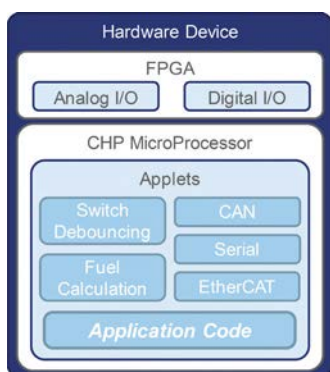 Hardware Device
FPGA
Analog I/O
Digital I/O
CHP MicroProcessor
Applets
Switch
Debouncing
CAN
Serial
Fuel
Calculation
EtherCAT
Application Code